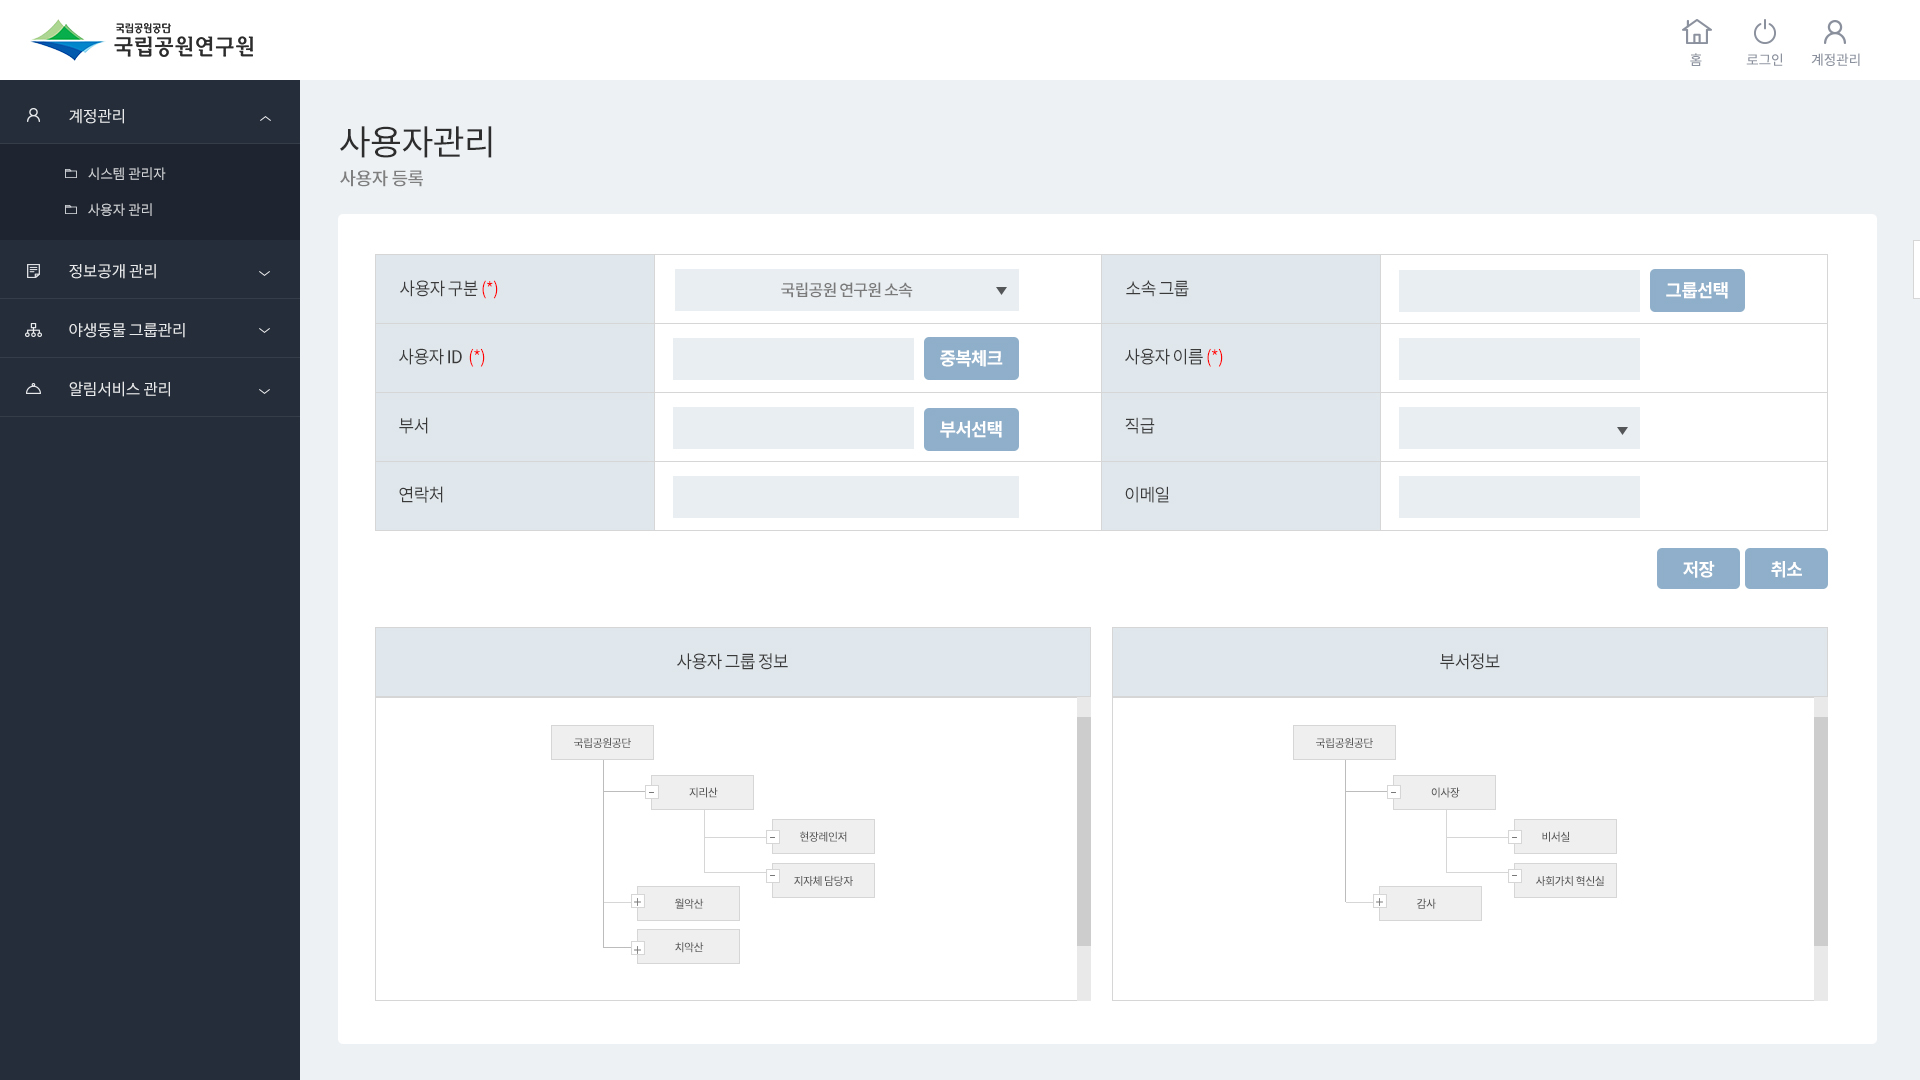 국립공원공단
국립공원연구원
홈
로그인
계정관리
계정관리
시스템 관리자
사용자 관리
정보공개 관리
야생동물 그룹관리
알림서비스 관리
사용자관리
사용자 등록
사용자 구분 (*)
국립공원 연구원 소속
소속 그룹
그룹선택
사용자 ID (*)
중복체크
사용자 이름 (*)
부서
부서선택
직급
연락처
이메일
저장
취소
사용자 그룹 정보
국립공원공단
지리산
현장레인저
지자체 담당자
월악산
치악산
부서정보
국립공원공단
이사장
비서실
사회가치 혁신실
감사